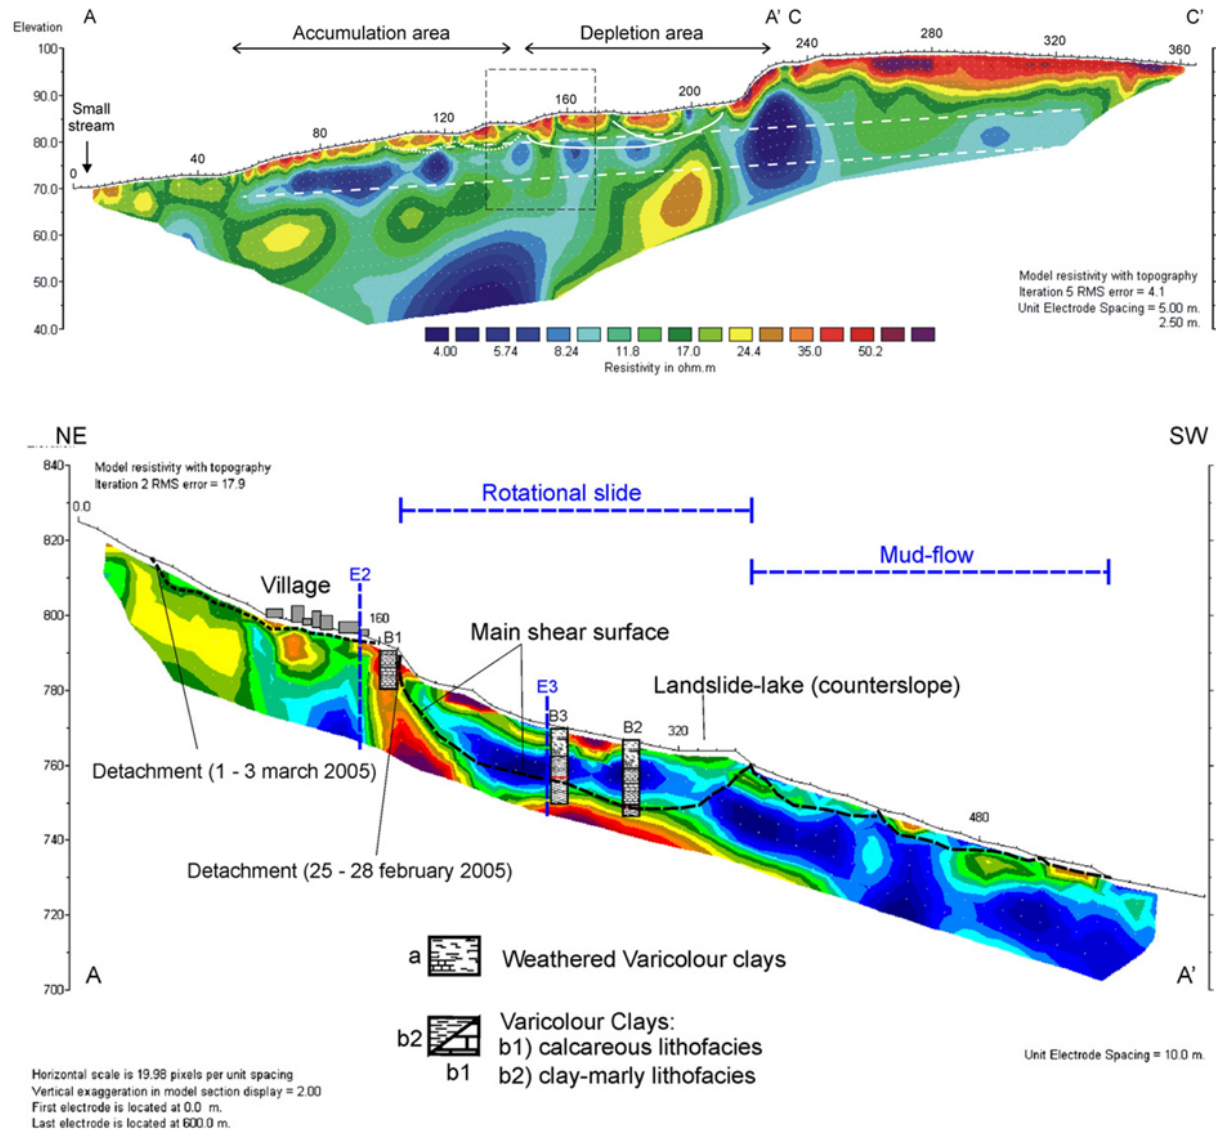 A
A' C
C'
Elevation
Accumulation area
Depletion area
100
90.0
80.0
70.0
60.0
50.0
40.0
Small
stream
0
40
80
120
160
200
240
280
320
360
Model resistivity with topography
Iteration 5 RMS error = 4.1
Unit Electrode Spacing = 5.00 m.
2.50 m.
4.00
5.74
8.24
11.8
17.0
24.4
35.0
50.2
Resistivity in ohm.m
NE
SW
840
820
800
780
760
740
720
700
Model resistivity with topography
Iteration 2 RMS error = 17.9
0.0
Rotational slide
Mud-flow
Village
E2
160
B1
Main shear surface
E3
B3
B2
Landslide-lake (counterslope)
320
480
Detachment (1 - 3 march 2005)
Detachment (25 - 28 february 2005)
A
A'
a
Weathered Varicolour clays
b2
b1
Varicolour Clays:
b1) calcareous lithofacies
b2) clay-marly lithofacies
Unit Electrode Spacing = 10.0 m.
Horizontal scale is 19.98 pixels per unit spacing
Vertical exaggeration in model section display = 2.00
First electrode is located at 0.0 m.
Last electrode is located at 600.0 m.